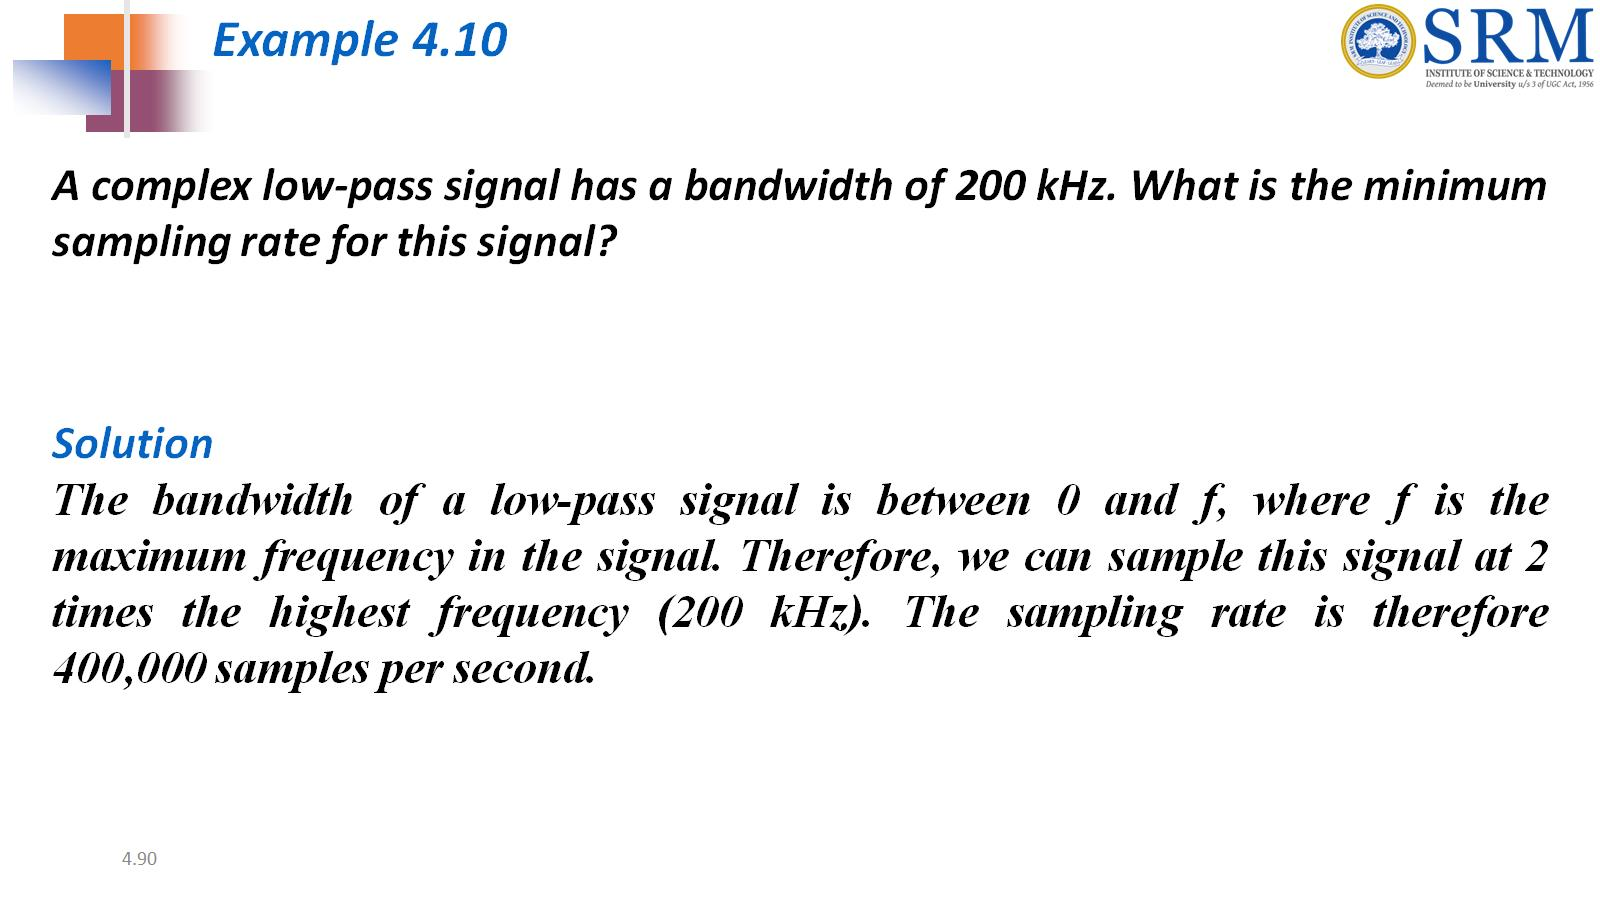 Example 4.10
SRM
INSTITUTE OF SCIENCE & TECHNOLOGY
Deemed to be University u/s 3 of UGC Act, 1956
A complex low-pass signal has a bandwidth of 200 kHz. What is the minimum
sampling rate for this signal?
Solution
The bandwidth of a low-pass signal is between 0 and f, where f is the
maximum frequency in the signal. Therefore, we can sample this signal at 2
times the highest frequency (200 kHz). The sampling rate is therefore
400,000 samples per second.
4.90